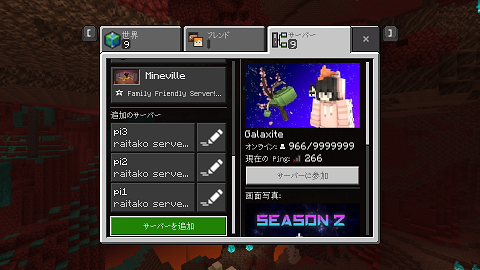 世界
9
フレンド
サーバー
9
Mineville
Family Friendly Server!...
追加のサーバー
pi3
raitako serve...
pi2
raitako serve...
pi1
raitako serve...
サーバーを追加
Galaxite
オンライン: 966/9999999
現在の Ping: 266
サーバーに参加
画面写真:
SEASON 2